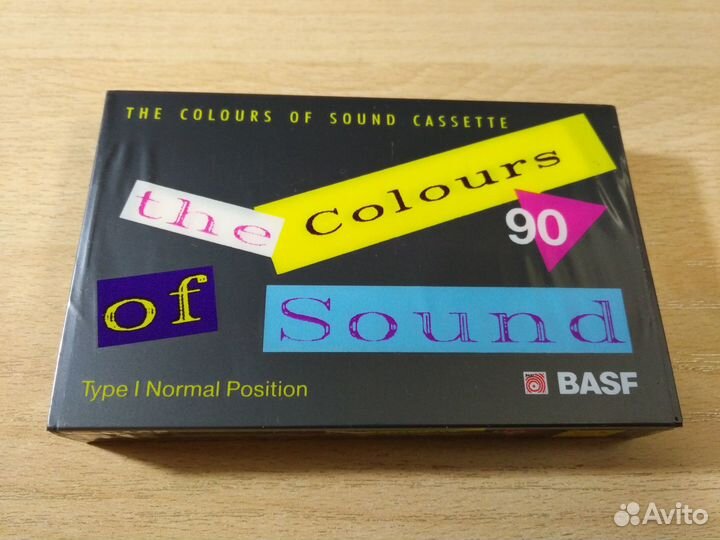 THE COLOURS OF SOUND CASSETTE
the Colours
90
of Sound
Type I Normal Position
BASF
Avito